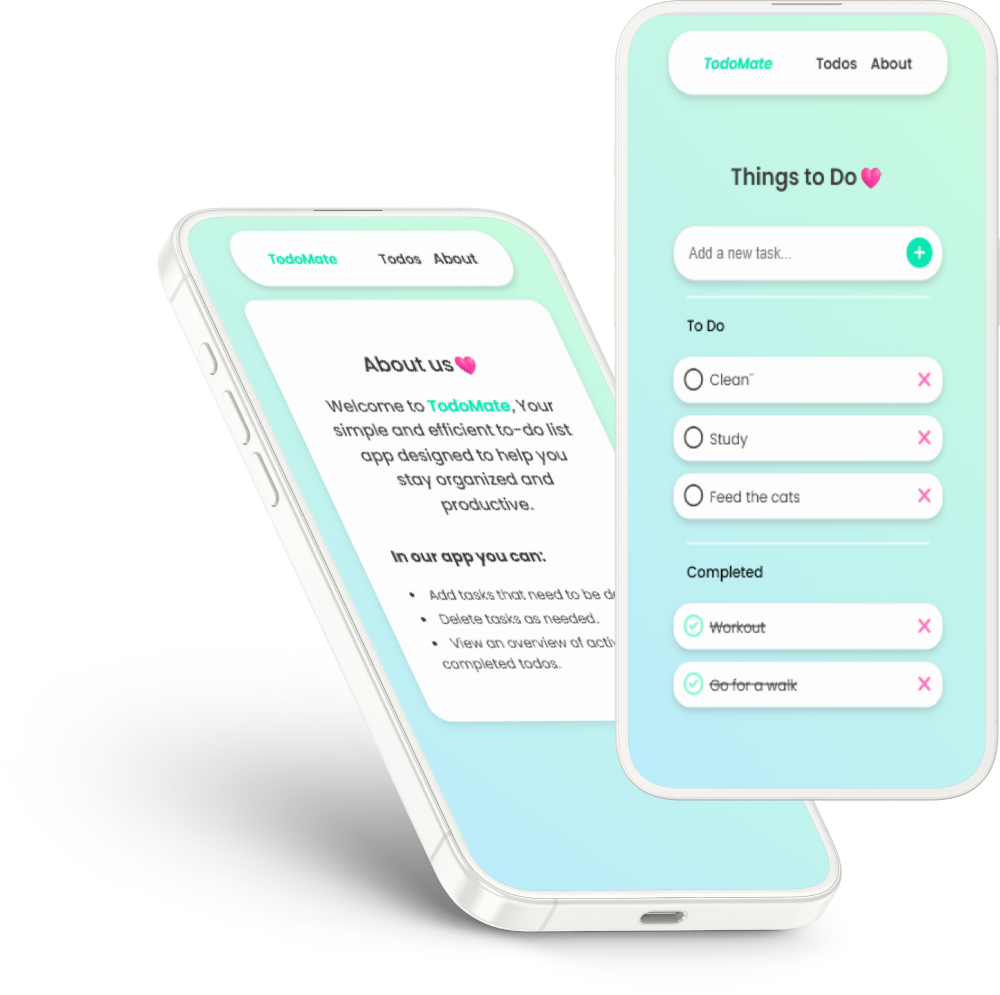 TodoMate Todos About
Things to Do
Add a new task...
To Do
Clean¨
Study
Feed the cats
Completed
Workout
Go for a walk
TodoMate Todos About
About us
Welcome to TodoMate, Your
simple and efficient to-do list
app designed to help you
stay organized and
productive.
In our app you can:
• Add tasks that need to be
• Delete tasks as needed.
• View an overview of
completed todos.